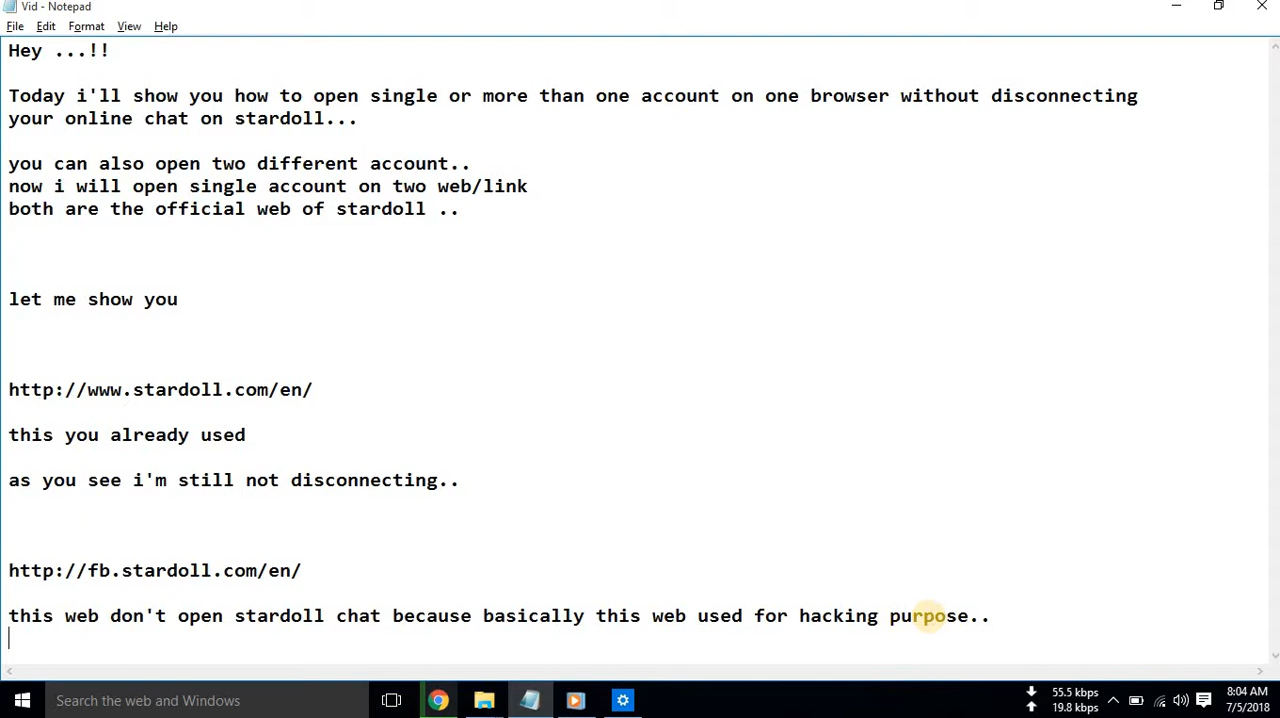 Vid - Notepad
File Edit Format View Help
Hey ...!!
Today i'll show you how to open single or more than one account on one browser without disconnecting
your online chat on stardoll...
you can also open two different account..
now i will open single account on two web/link
both are the official web of stardoll ..
let me show you
http://www.stardoll.com/en/
this you already used
as you see i'm still not disconnecting..
http://fb.stardoll.com/en/
this web don't open stardoll chat because basically this web used for hacking purpose..
Search the web and Windows
55.5 kbps
19.8 kbps
8:04 AM
7/5/2018